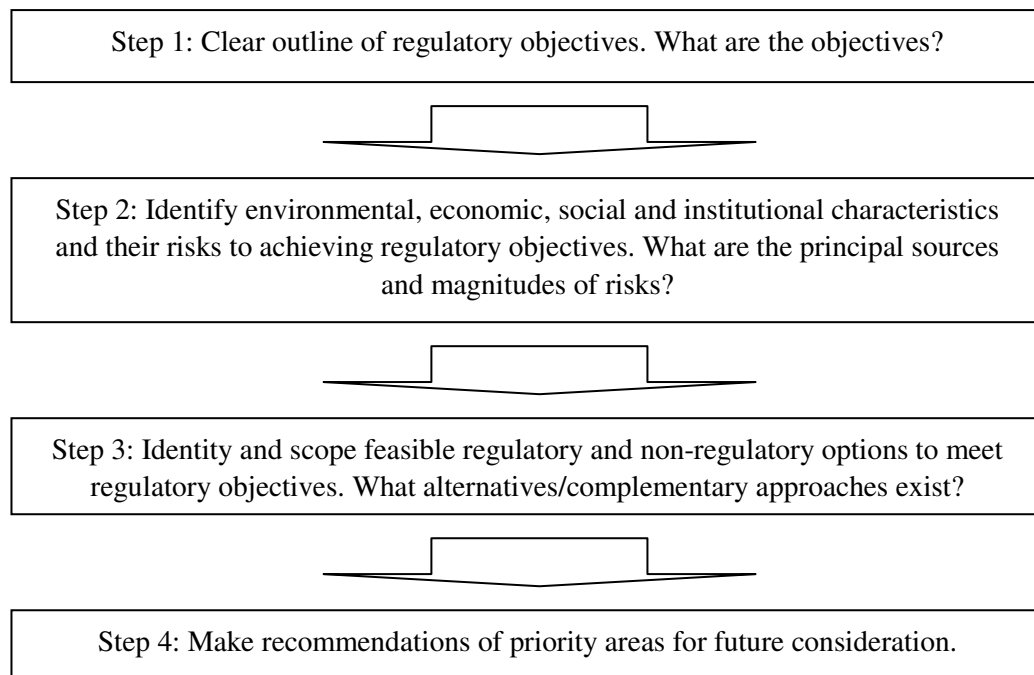 Step 1: Clear outline of regulatory objectives. What are the objectives?
Step 2: Identify environmental, economic, social and institutional characteristics
and their risks to achieving regulatory objectives. What are the principal sources
and magnitudes of risks?
Step 3: Identity and scope feasible regulatory and non-regulatory options to meet
regulatory objectives. What alternatives/complementary approaches exist?
Step 4: Make recommendations of priority areas for future consideration.